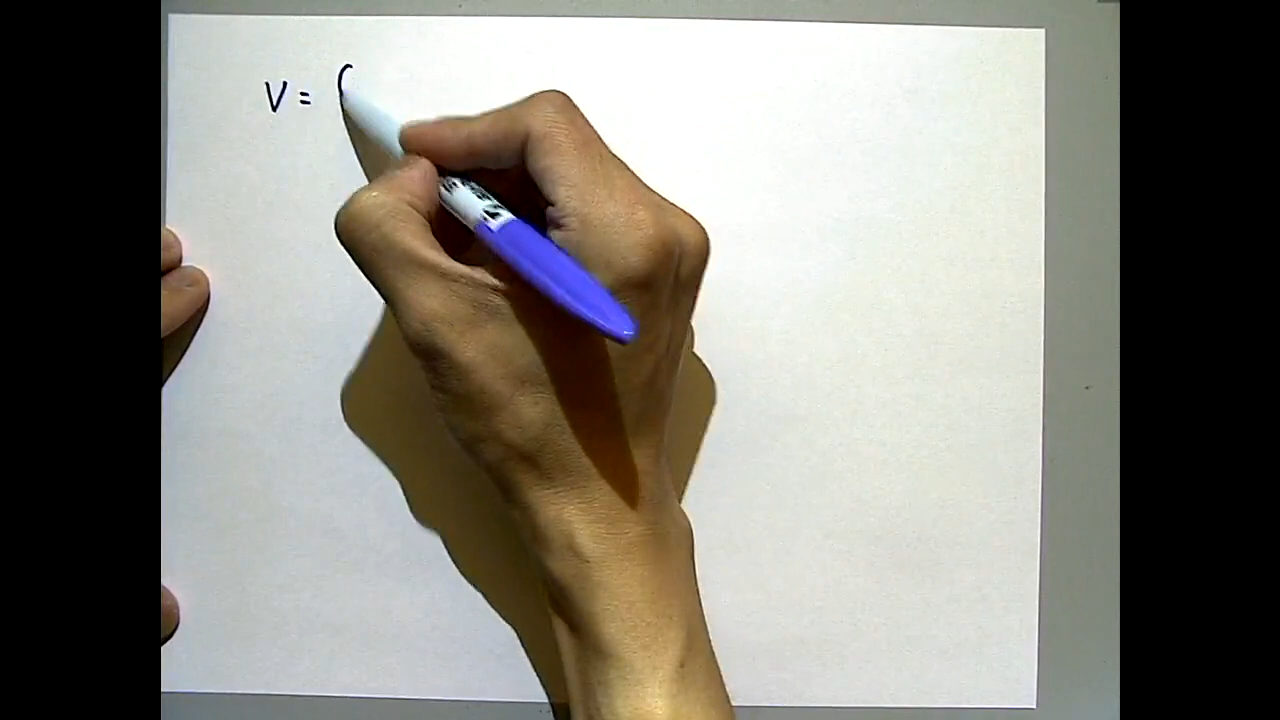 V = (